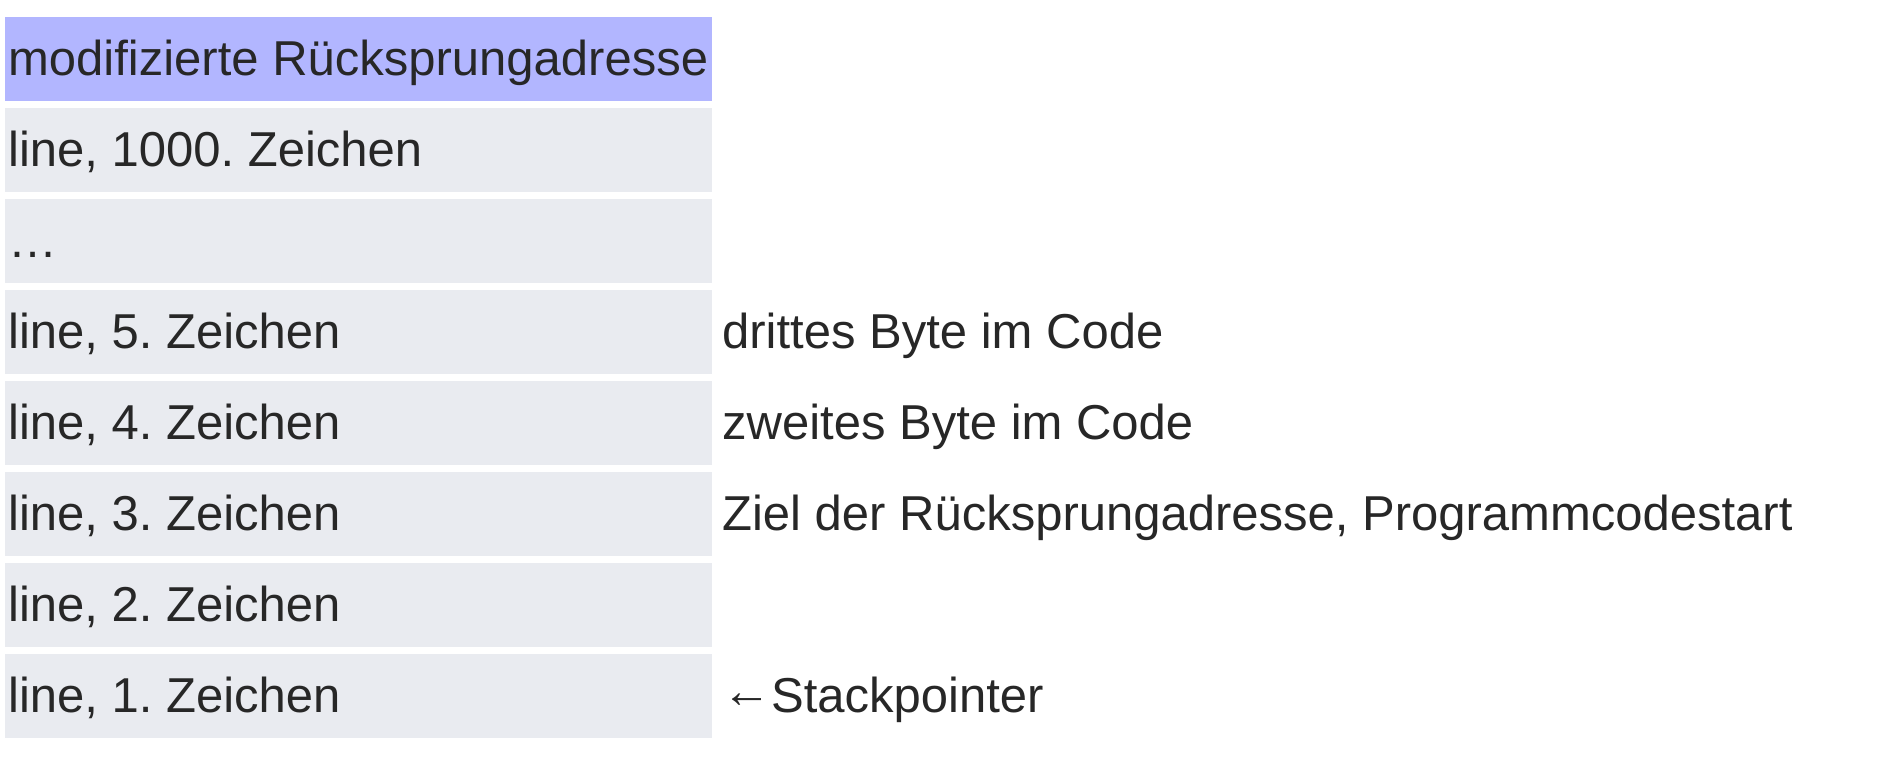 modifizierte Rücksprungadresse
line, 1000. Zeichen
…
line, 5. Zeichen drittes Byte im Code
line, 4. Zeichen zweites Byte im Code
line, 3. Zeichen Ziel der Rücksprungadresse, Programmcodestart
line, 2. Zeichen
line, 1. Zeichen ←Stackpointer